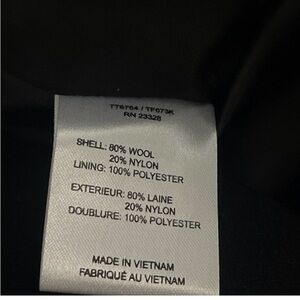 TT6764 / TF673K
RN 23328
SHELL: 80% WOOL
20% NYLON
LINING: 100% POLYESTER
EXTERIEUR: 80% LAINE
20% NYLON
DOUBLURE: 100% POLYESTER
MADE IN VIETNAM
FABRIQUÉ AU VIETNAM